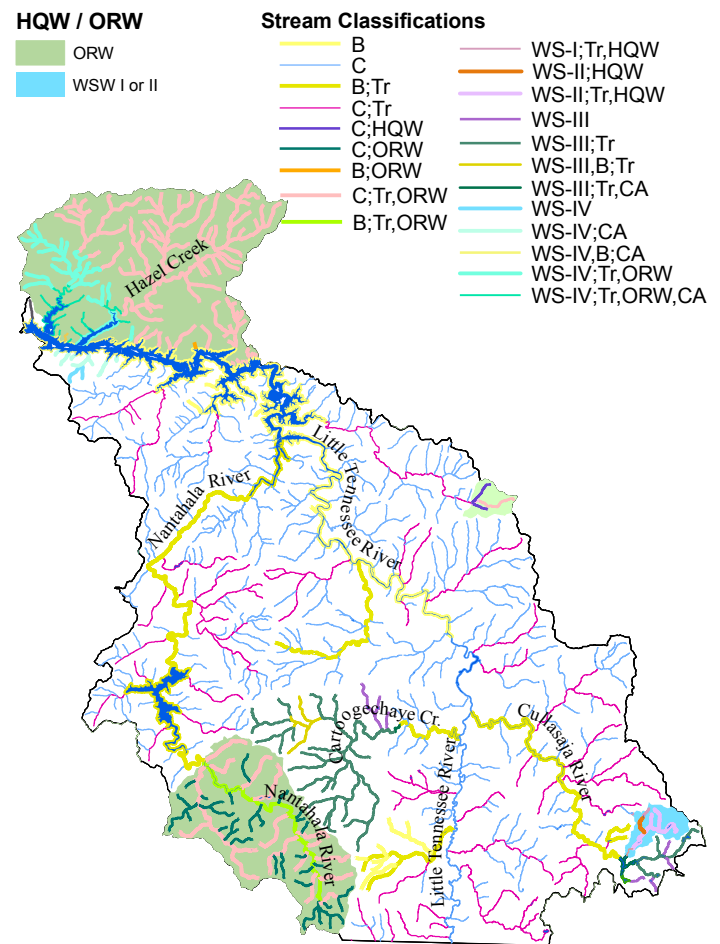 HQW / ORW
ORW
WSW I or II
Stream Classifications
B
C
B;Tr
C;Tr
C;HQW
C;ORW
B;ORW
C;Tr,ORW
B;Tr,ORW
WS-I;Tr,HQW
WS-II;HQW
WS-II;Tr,HQW
WS-III
WS-III;Tr
WS-III,B;Tr
WS-III;Tr,CA
WS-IV
WS-IV;CA
WS-IV,B;CA
WS-IV;Tr,ORW
WS-IV;Tr,ORW,CA
Hazel Creek
Little Tennessee River
Nantahala River
Cartoogechaye Cr.
Cullasaja River
Little Tennessee River
Nantahala River